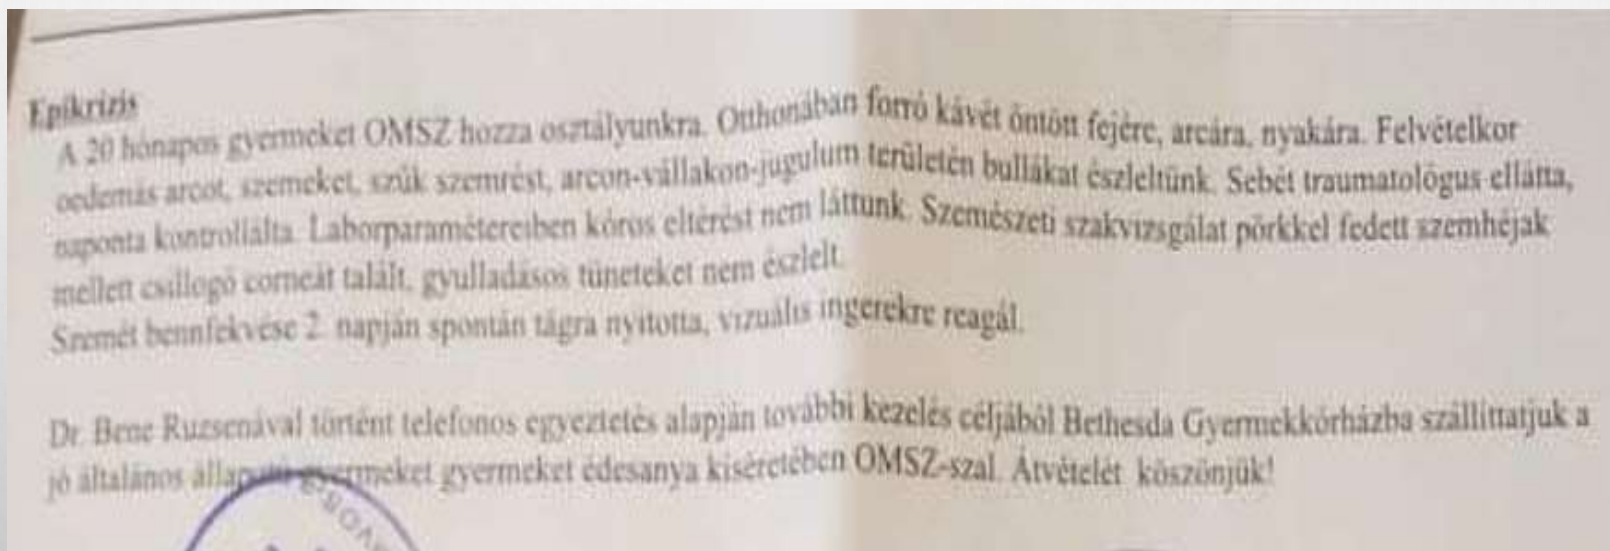 Epikrízis
A 20 hónapos gyermeket OMSZ hozza osztályunkra. Otthonában forró kávét öntött fejére, arcára, nyakára. Felvételkor
oedemás arcot, szemeket, szűk szemrést, arcon-vállakon-jugulum területén bullákat észleltünk. Sebét traumatológus ellátta,
naponta kontrollálta. Laborparamétereiben kóros eltérést nem láttunk. Szemészeti szakvizsgálat pörkkel fedett szemhéjak
mellett csillogó corneát talált, gyulladásos tüneteket nem észlelt.
Szemét bennfekvése 2. napján spontán tágra nyitotta, vizuális ingerekre reagál.
Dr. Bene Ruzsenával történt telefonos egyeztetés alapján további kezelés céljából Bethesda Gyermekkórházba szállíttatjuk a
jó általános állapotú gyermeket gyermeket édesanya kíséretében OMSZ-szal. Átvételét köszönjük!